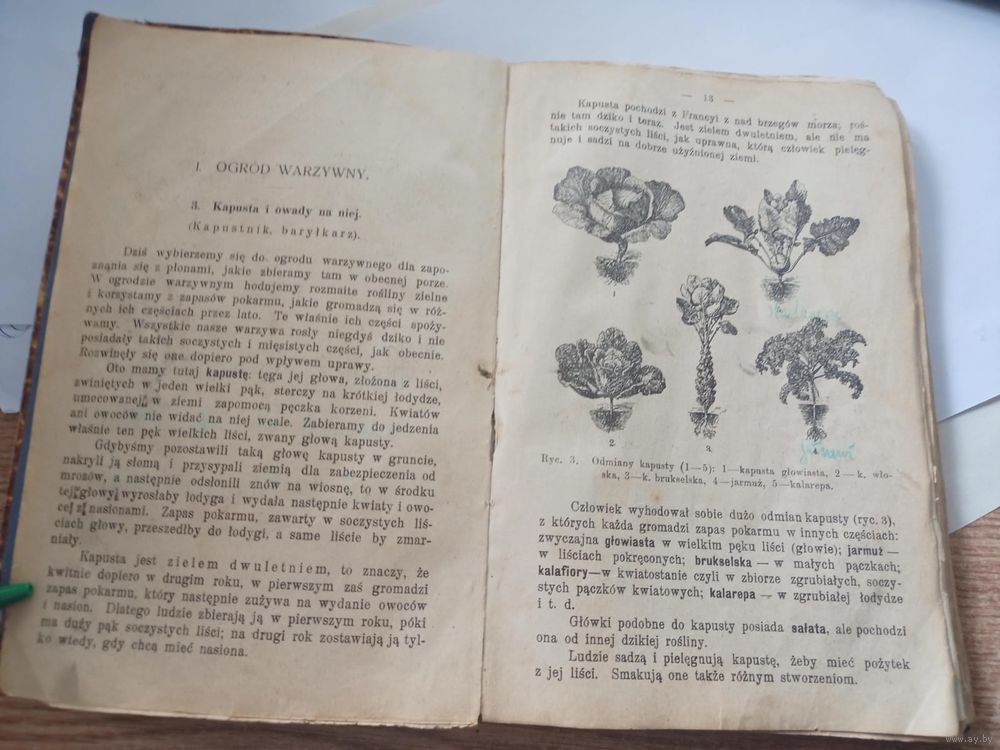 I. OGRÓD WARZYWNY.
3. Kapusta i owady na niej.
(Kapustnik, baryłkarz).
Dziś wybierzemy się do ogrodu warzywnego dla zapo-
znania się z plonami, jakie zbieramy tam w obecnej porze.
W ogrodzie warzywnym hodujemy rozmaite rośliny zielne
i korzystamy z zapasów pokarmu, jakie gromadzą się w róż-
nych ich częściach przez lato. Te właśnie ich części spoży-
wamy. Wszystkie nasze warzywa rosły niegdyś dziko i nie
posiadały takich soczystych i mięsistych części, jak obecnie.
Rozwinęły się one dopiero pod wpływem uprawy.
Oto mamy tutaj kapustę: tęga jej głowa, złożona z liści,
zwiniętych w jeden wielki pąk, sterczy na krótkiej łodydze,
umocowanej w ziemi zapomocą pęczka korzeni. Kwiatów
ani owoców nie widać na niej wcale. Zabieramy do jedzenia
właśnie ten pęk wielkich liści, zwany głową kapusty.
Gdybyśmy pozostawili taką głowę kapusty w gruncie,
nakryli ją słomą i przysypali ziemią dla zabezpieczenia od
mrozów, a następnie odsłonili znów na wiosnę, to w środku
tej głowy wyrosłaby łodyga i wydała następnie kwiaty i owo-
ce z nasionami. Zapas pokarmu, zawarty w soczystych liś-
ciach głowy, przeszedłby do łodygi, a same liście by zmar-
niały.
Kapusta jest zielem dwuletniem, to znaczy, że
kwitnie dopiero w drugim roku, w pierwszym zaś gromadzi
zapas pokarmu, który następnie zużywa na wydanie owoców
i nasion. Dlatego ludzie zbierają ją w pierwszym roku, póki
ma duży pąk soczystych liści; na drugi rok zostawiają ją tyl-
ko wtedy, gdy chcą mieć nasiona.
— 13 —
Kapusta pochodzi z Francyi z nad brzegów morza; roś-
nie tam dziko i teraz. Jest zielem dwuletniem, ale nie ma
takich soczystych liści, jak uprawna, którą człowiek pielęg-
nuje i sadzi na dobrze użyźnionej ziemi.
1
2.
3.
Ryc. 3. Odmiany kapusty (1—5): 1—kapusta głowiasta, 2—k. wło-
ska, 3—k. brukselska, 4—jarmuż, 5—kalarepa.
Człowiek wyhodował sobie dużo odmian kapusty (ryc. 3),
z których każda gromadzi zapas pokarmu w innych częściach:
zwyczajna głowiasta w wielkim pęku liści (głowie); jarmuż —
w liściach pokręconych; brukselska — w małych pączkach;
kalafiory—w kwiatostanie czyli w zbiorze zgrubiałych, soczy-
stych pączków kwiatowych; kalarepa — w zgrubiałej łodydze
i t. d.
Główki podobne do kapusty posiada sałata, ale pochodzi
ona od innej dzikiej rośliny.
Ludzie sadzą i pielęgnują kapustę, żeby mieć pożytek
z jej liści. Smakują one także różnym stworzeniom.
www.ay.by